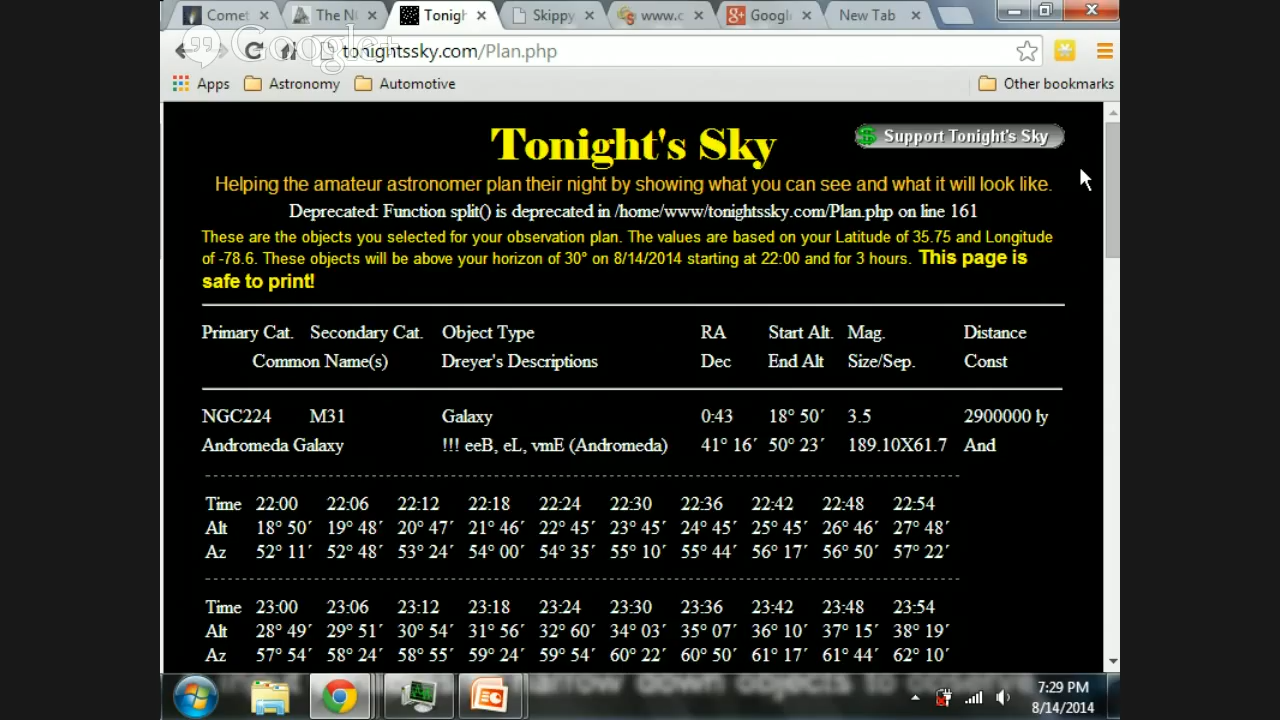 Comet
The N
Tonigh
Skippy
www.c
Googl
New Tab
Google+
tonightssky.com/Plan.php
Apps Astronomy Automotive Other bookmarks
Tonight's Sky
Support Tonight's Sky
Helping the amateur astronomer plan their night by showing what you can see and what it will look like.
Deprecated: Function split() is deprecated in /home/www/tonightssky.com/Plan.php on line 161
These are the objects you selected for your observation plan. The values are based on your Latitude of 35.75 and Longitude
of -78.6. These objects will be above your horizon of 30° on 8/14/2014 starting at 22:00 and for 3 hours. This page is
safe to print!
Primary Cat. Secondary Cat. Object Type RA Start Alt. Mag. Distance
Common Name(s) Dreyer's Descriptions Dec End Alt Size/Sep. Const
NGC224 M31 Galaxy 0:43 18° 50′ 3.5 2900000 ly
Andromeda Galaxy !!! eeB, eL, vmE (Andromeda) 41° 16′ 50° 23′ 189.10X61.7 And
Time 22:00 22:06 22:12 22:18 22:24 22:30 22:36 22:42 22:48 22:54
Alt 18° 50′ 19° 48′ 20° 47′ 21° 46′ 22° 45′ 23° 45′ 24° 45′ 25° 45′ 26° 46′ 27° 48′
Az 52° 11′ 52° 48′ 53° 24′ 54° 00′ 54° 35′ 55° 10′ 55° 44′ 56° 17′ 56° 50′ 57° 22′
Time 23:00 23:06 23:12 23:18 23:24 23:30 23:36 23:42 23:48 23:54
Alt 28° 49′ 29° 51′ 30° 54′ 31° 56′ 32° 60′ 34° 03′ 35° 07′ 36° 10′ 37° 15′ 38° 19′
Az 57° 54′ 58° 24′ 58° 55′ 59° 24′ 59° 54′ 60° 22′ 60° 50′ 61° 17′ 61° 44′ 62° 10′
down objects to
7:29 PM
8/14/2014